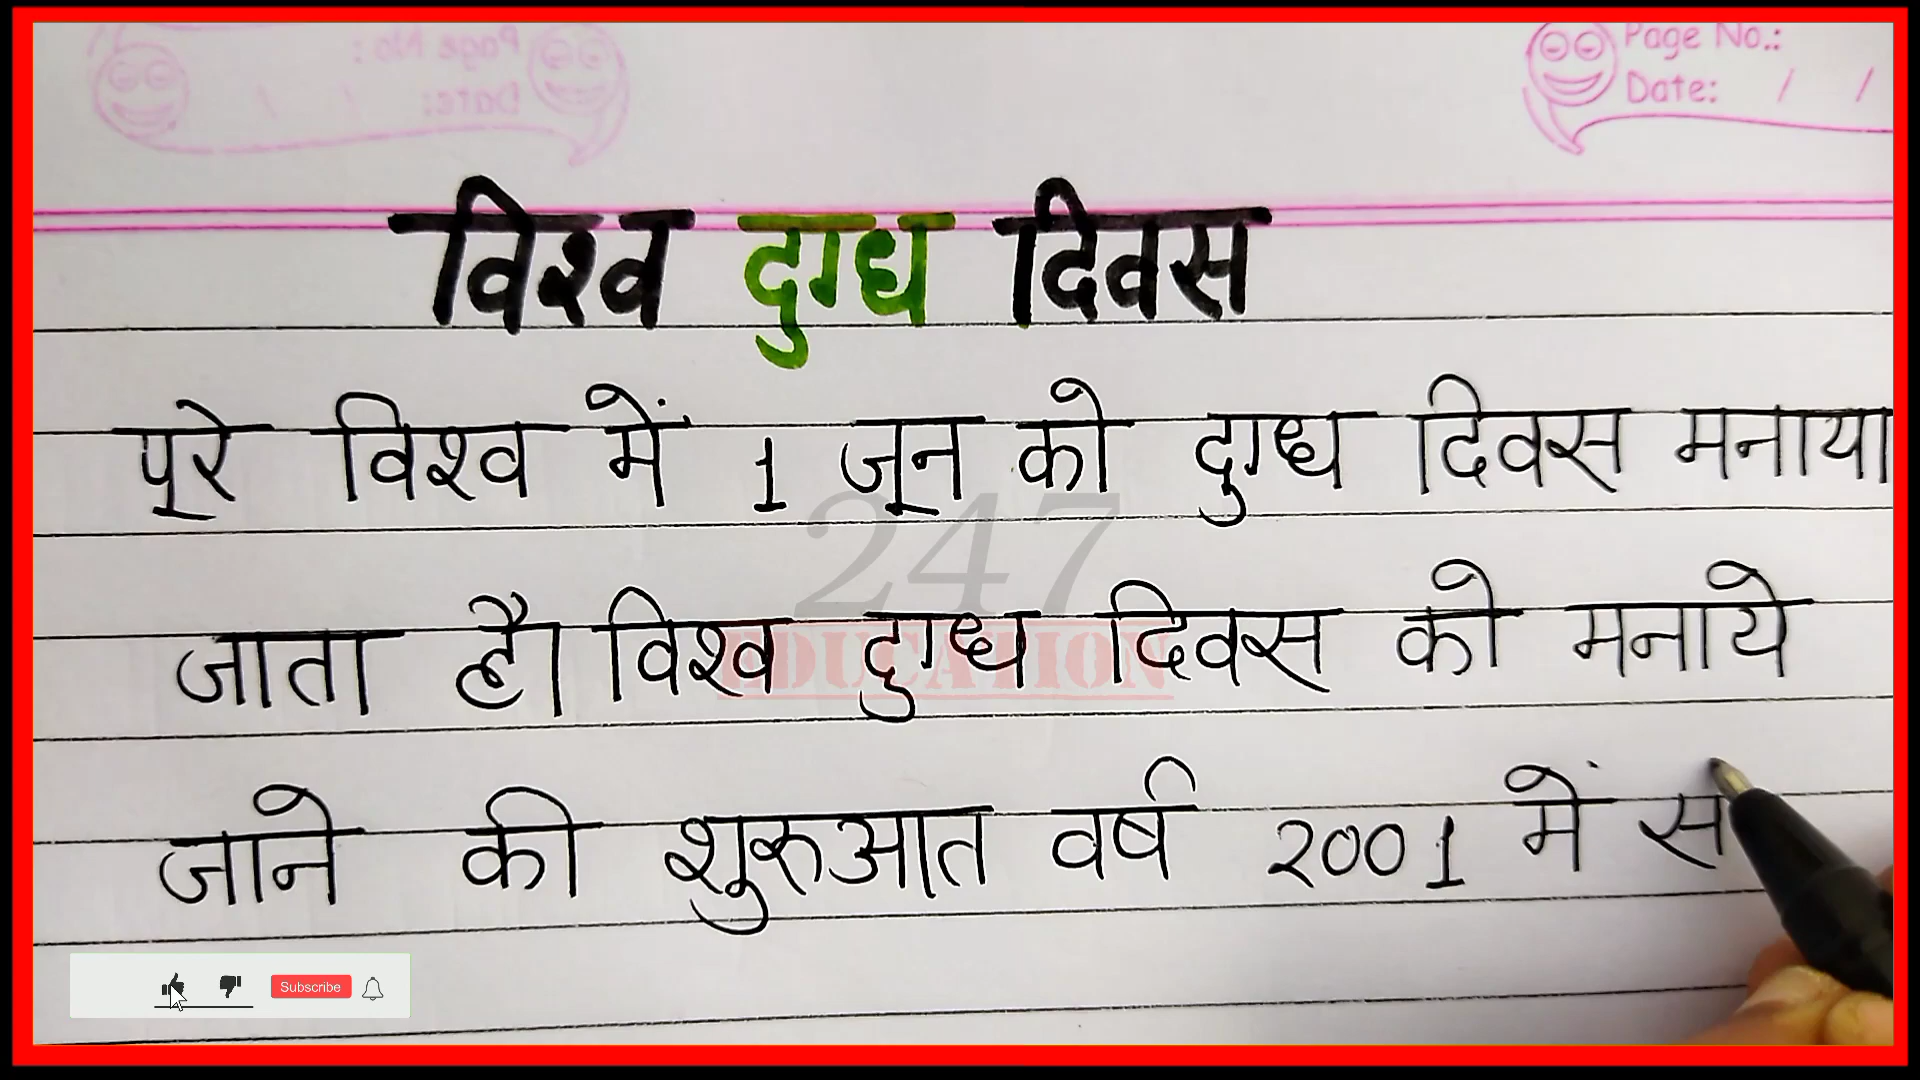 Page No.:
Date: / /
विश्व दुग्ध दिवस
पूरे विश्व में 1 जून को दुग्ध दिवस मनाया
जाता है। विश्व दुग्ध दिवस को मनाये
जाने की शुरुआत वर्ष 2001 में स
247
EDUCATION
Subscribe